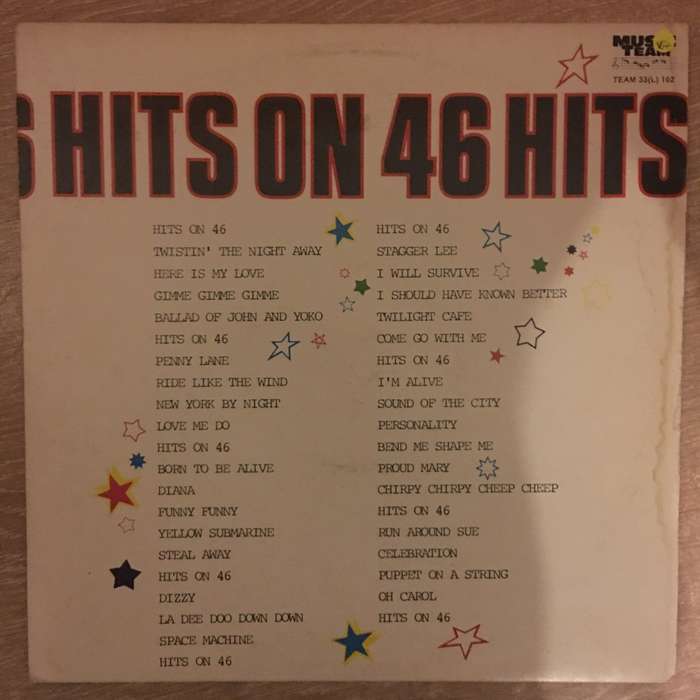 MUSIC
TEAM
TEAM 33(L) 102
6 HITS ON 46 HITS
HITS ON 46
TWISTIN' THE NIGHT AWAY
HERE IS MY LOVE
GIMME GIMME GIMME
BALLAD OF JOHN AND YOKO
HITS ON 46
PENNY LANE
RIDE LIKE THE WIND
NEW YORK BY NIGHT
LOVE ME DO
HITS ON 46
BORN TO BE ALIVE
DIANA
FUNNY FUNNY
YELLOW SUBMARINE
STEAL AWAY
HITS ON 46
DIZZY
LA DEE DOO DOWN DOWN
SPACE MACHINE
HITS ON 46
HITS ON 46
STAGGER LEE
I WILL SURVIVE
I SHOULD HAVE KNOWN BETTER
TWILIGHT CAFE
COME GO WITH ME
HITS ON 46
I'M ALIVE
SOUND OF THE CITY
PERSONALITY
BEND ME SHAPE ME
PROUD MARY
CHIRPY CHIRPY CHEEP CHEEP
HITS ON 46
RUN AROUND SUE
CELEBRATION
PUPPET ON A STRING
OH CAROL
HITS ON 46